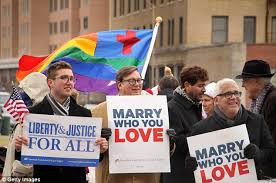 LIBERTY & JUSTICE
FOR ALL
MARRY
WHO YOU
LOVE
MARRY
WHO YOU
LOVE
© Getty Images